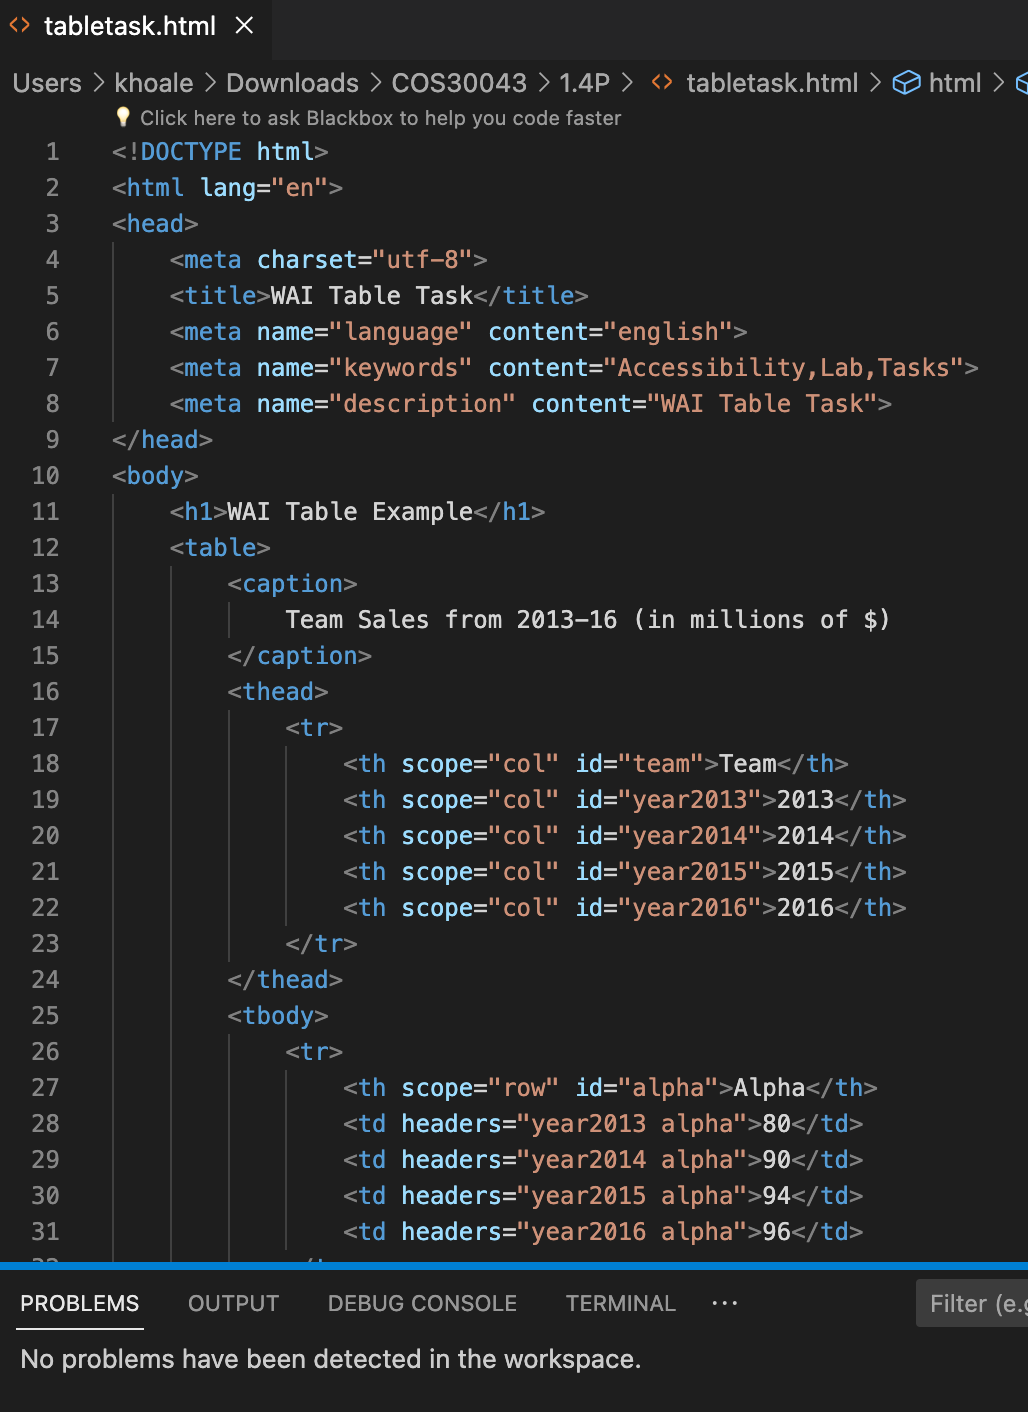 tabletask.html
Users > khoale > Downloads > COS30043 > 1.4P > tabletask.html > html >
Click here to ask Blackbox to help you code faster
1 <!DOCTYPE html>
2 <html lang="en">
3 <head>
4     <meta charset="utf-8">
5     <title>WAI Table Task</title>
6     <meta name="language" content="english">
7     <meta name="keywords" content="Accessibility,Lab,Tasks">
8     <meta name="description" content="WAI Table Task">
9 </head>
10 <body>
11     <h1>WAI Table Example</h1>
12     <table>
13         <caption>
14             Team Sales from 2013-16 (in millions of $)
15         </caption>
16         <thead>
17             <tr>
18                 <th scope="col" id="team">Team</th>
19                 <th scope="col" id="year2013">2013</th>
20                 <th scope="col" id="year2014">2014</th>
21                 <th scope="col" id="year2015">2015</th>
22                 <th scope="col" id="year2016">2016</th>
23             </tr>
24         </thead>
25         <tbody>
26             <tr>
27                 <th scope="row" id="alpha">Alpha</th>
28                 <td headers="year2013 alpha">80</td>
29                 <td headers="year2014 alpha">90</td>
30                 <td headers="year2015 alpha">94</td>
31                 <td headers="year2016 alpha">96</td>
PROBLEMS OUTPUT DEBUG CONSOLE TERMINAL ··· Filter (e.
No problems have been detected in the workspace.